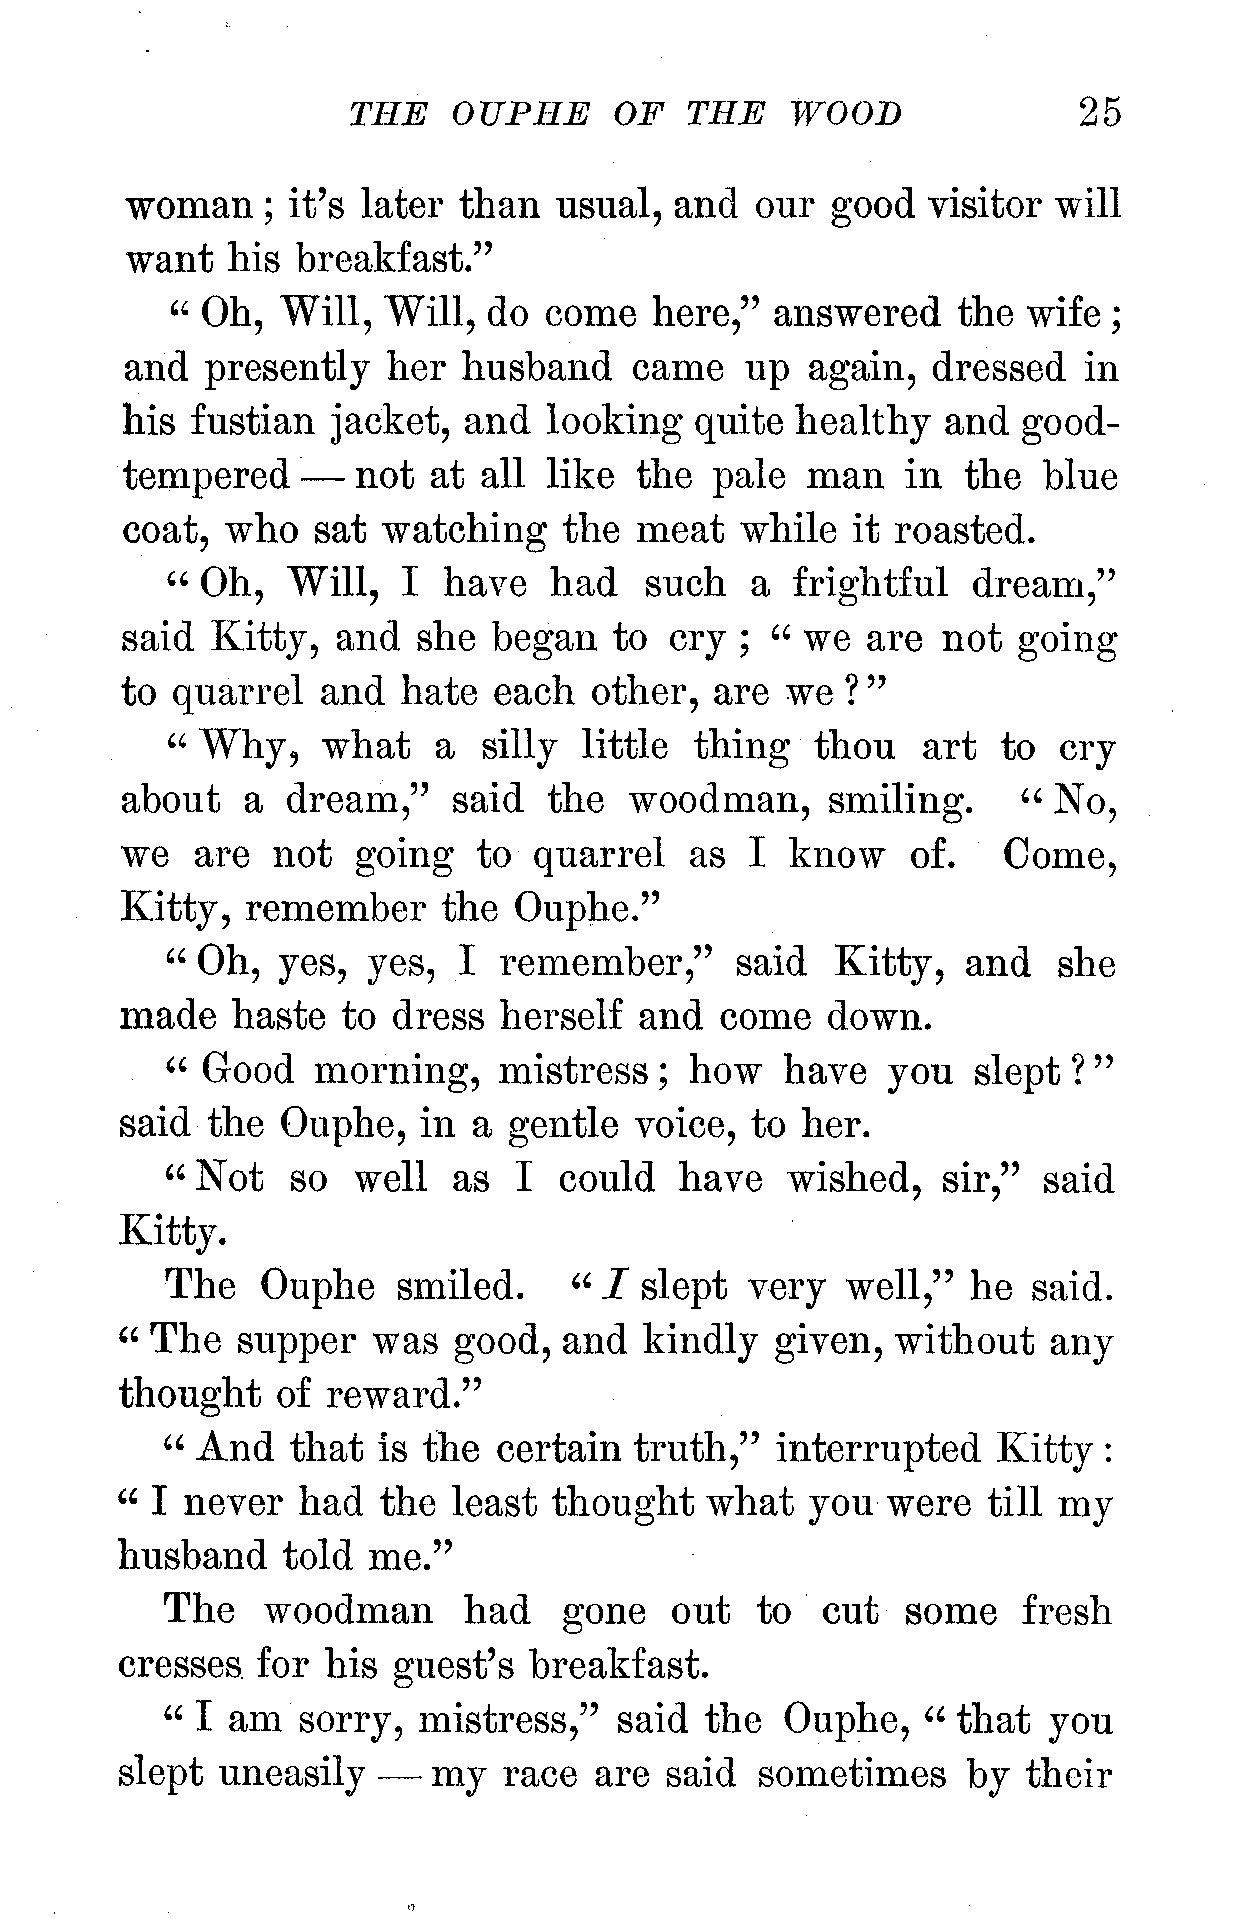 THE OUPHE OF THE WOOD 25
woman; it's later than usual, and our good visitor will
want his breakfast."
"Oh, Will, Will, do come here," answered the wife;
and presently her husband came up again, dressed in
his fustian jacket, and looking quite healthy and good-
tempered — not at all like the pale man in the blue
coat, who sat watching the meat while it roasted.
"Oh, Will, I have had such a frightful dream,"
said Kitty, and she began to cry; "we are not going
to quarrel and hate each other, are we?"
"Why, what a silly little thing thou art to cry
about a dream," said the woodman, smiling. "No,
we are not going to quarrel as I know of. Come,
Kitty, remember the Ouphe."
"Oh, yes, yes, I remember," said Kitty, and she
made haste to dress herself and come down.
"Good morning, mistress; how have you slept?"
said the Ouphe, in a gentle voice, to her.
"Not so well as I could have wished, sir," said
Kitty.
The Ouphe smiled. "I slept very well," he said.
"The supper was good, and kindly given, without any
thought of reward."
"And that is the certain truth," interrupted Kitty:
"I never had the least thought what you were till my
husband told me."
The woodman had gone out to cut some fresh
cresses for his guest's breakfast.
"I am sorry, mistress," said the Ouphe, "that you
slept uneasily — my race are said sometimes by their